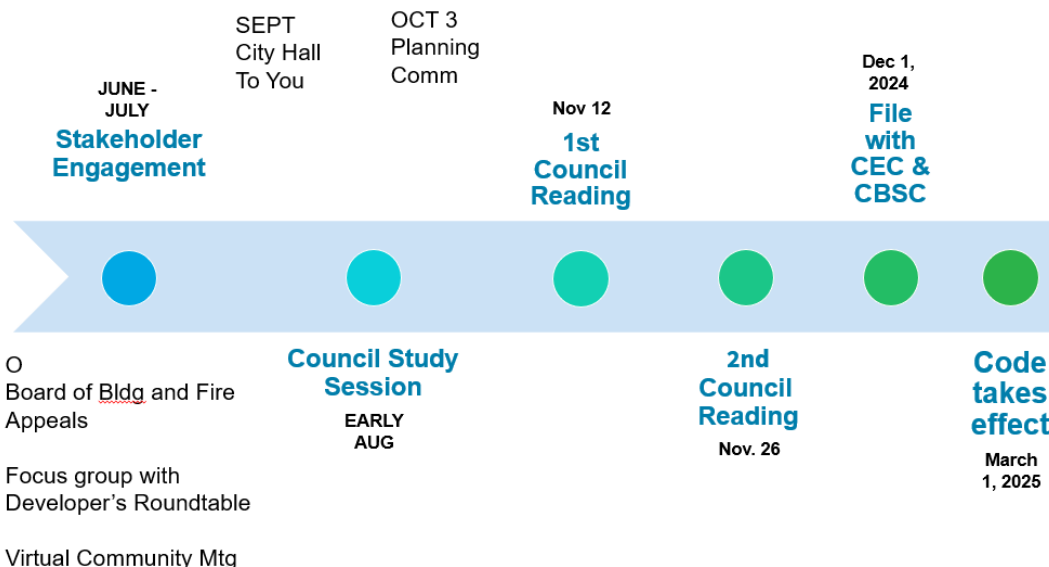 SEPT
City Hall
To You
OCT 3
Planning
Comm
JUNE -
JULY
Stakeholder
Engagement
Nov 12
1st
Council
Reading
Dec 1,
2024
File
with
CEC &
CBSC
O
Board of Bldg and Fire
Appeals
Focus group with
Developer’s Roundtable
Virtual Community Mtg
Council Study
Session
EARLY
AUG
2nd
Council
Reading
Nov. 26
Code
takes
effect
March
1, 2025